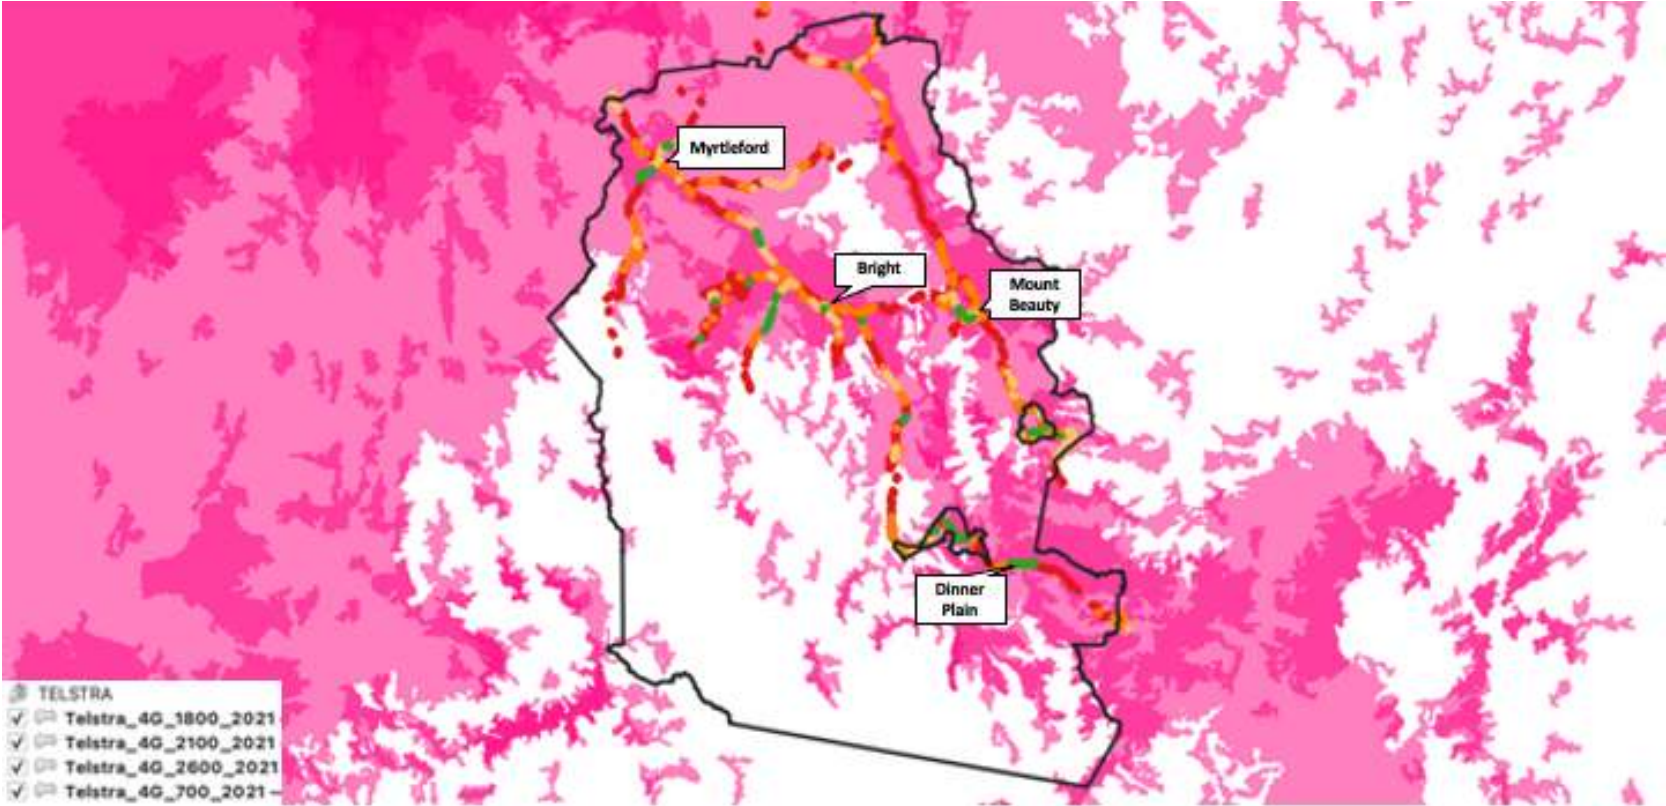 Myrtleford
Bright
Mount
Beauty
Dinner
Plain
TELSTRA
Telstra_4G_1800_2021
Telstra_4G_2100_2021
Telstra_4G_2600_2021
Telstra_4G_700_2021 –